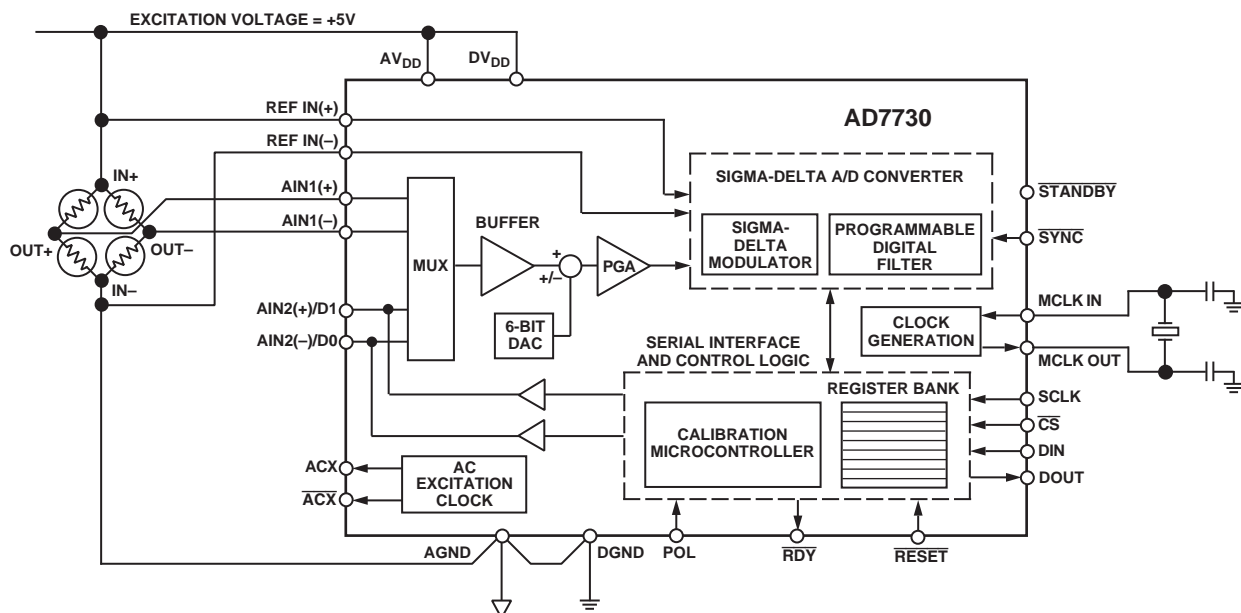 EXCITATION VOLTAGE = +5V
AVDD
DVDD
REF IN(+)
AD7730
REF IN(–)
IN+
SIGMA-DELTA A/D CONVERTER
AIN1(+)
STANDBY
BUFFER
AIN1(–)
SIGMA-
DELTA
MODULATOR
PROGRAMMABLE
DIGITAL
FILTER
SYNC
OUT+
OUT–
MUX
+
+/–
PGA
IN–
AIN2(+)/D1
MCLK IN
6-BIT
DAC
CLOCK
GENERATION
AIN2(–)/D0
SERIAL INTERFACE
AND CONTROL LOGIC
MCLK OUT
REGISTER BANK
SCLK
CS
CALIBRATION
MICROCONTROLLER
DIN
ACX
AC
EXCITATION
CLOCK
DOUT
ACX
AGND
DGND
POL
RDY
RESET